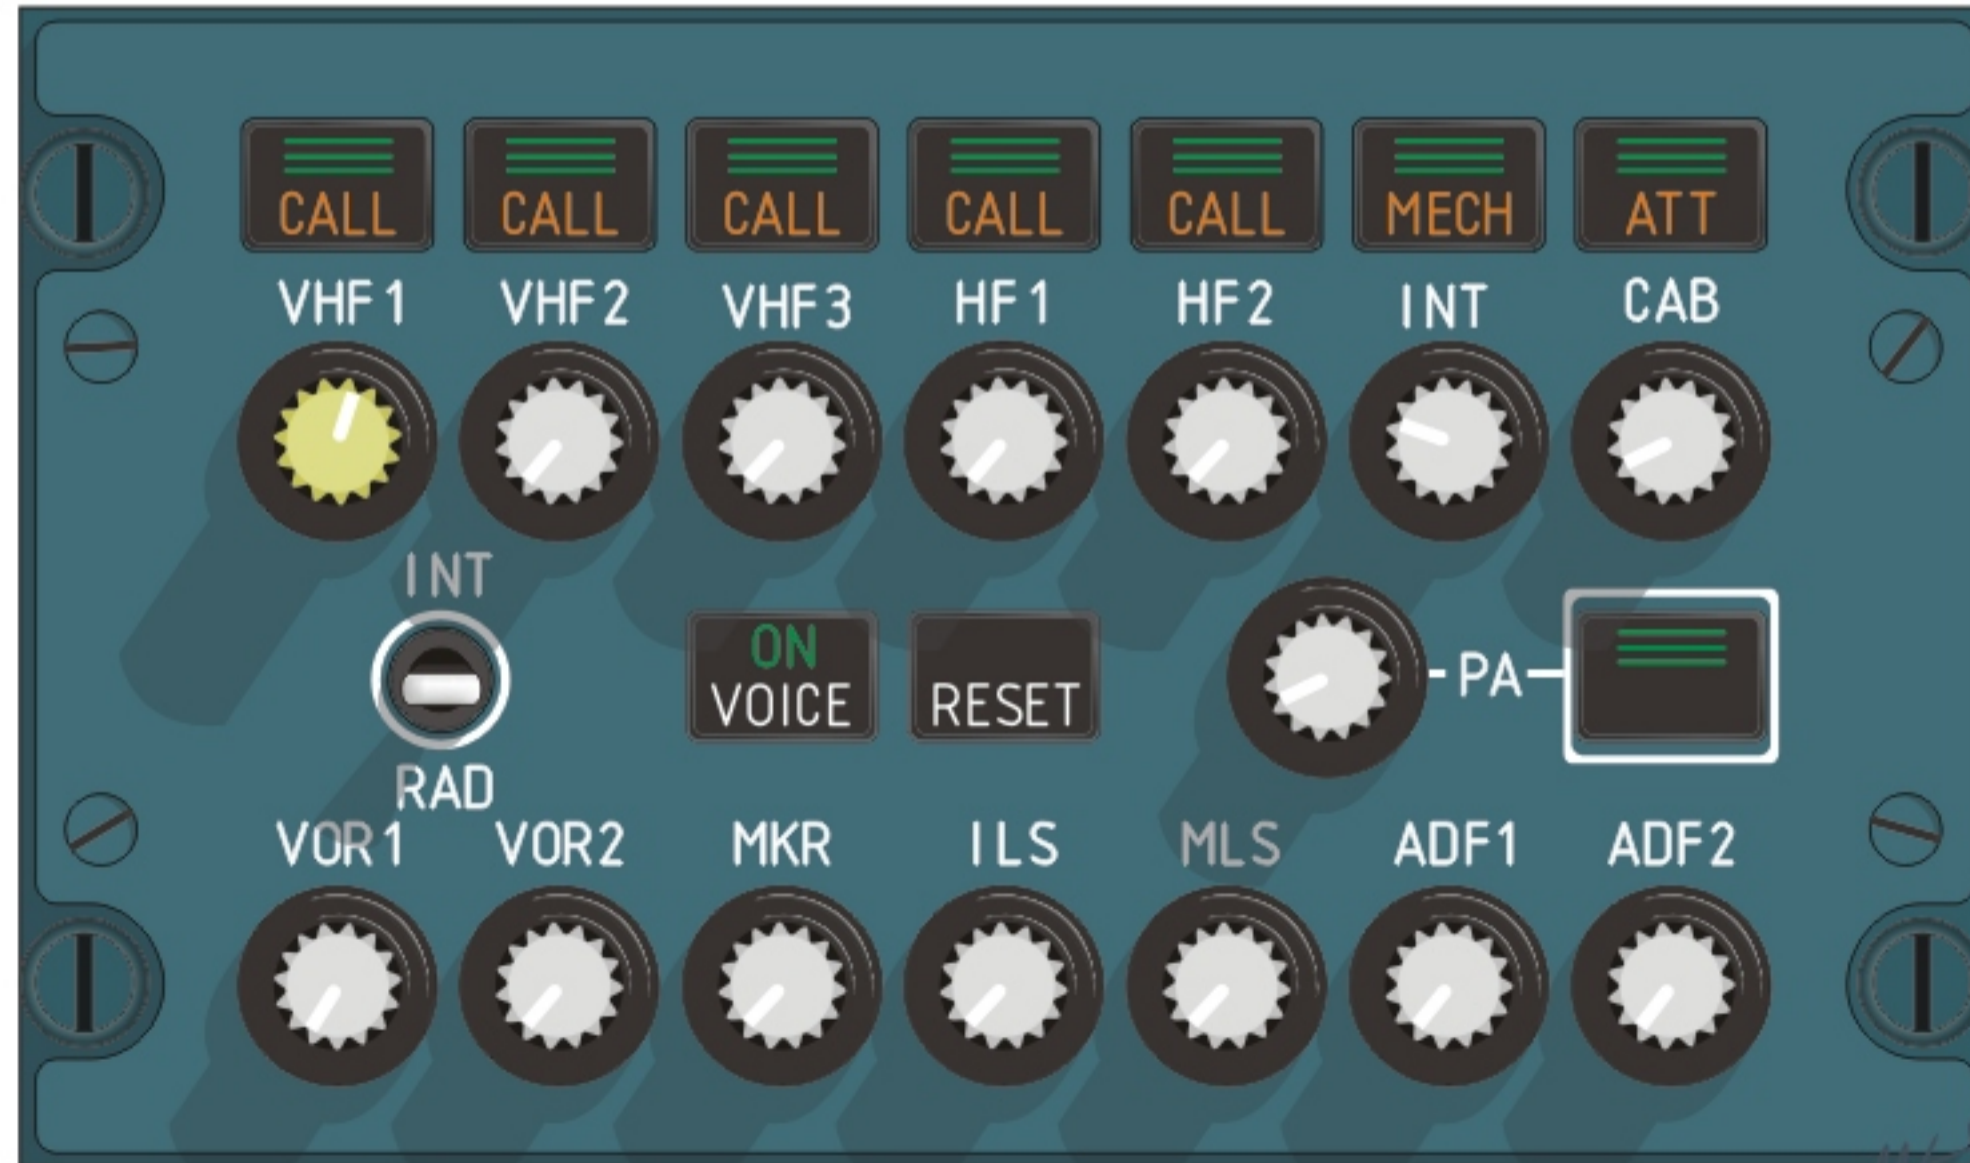 CALL CALL CALL CALL CALL MECH ATT
VHF1 VHF2 VHF3 HF1 HF2 INT CAB
INT
ON
VOICE RESET PA
RAD
VOR1 VOR2 MKR ILS MLS ADF1 ADF2